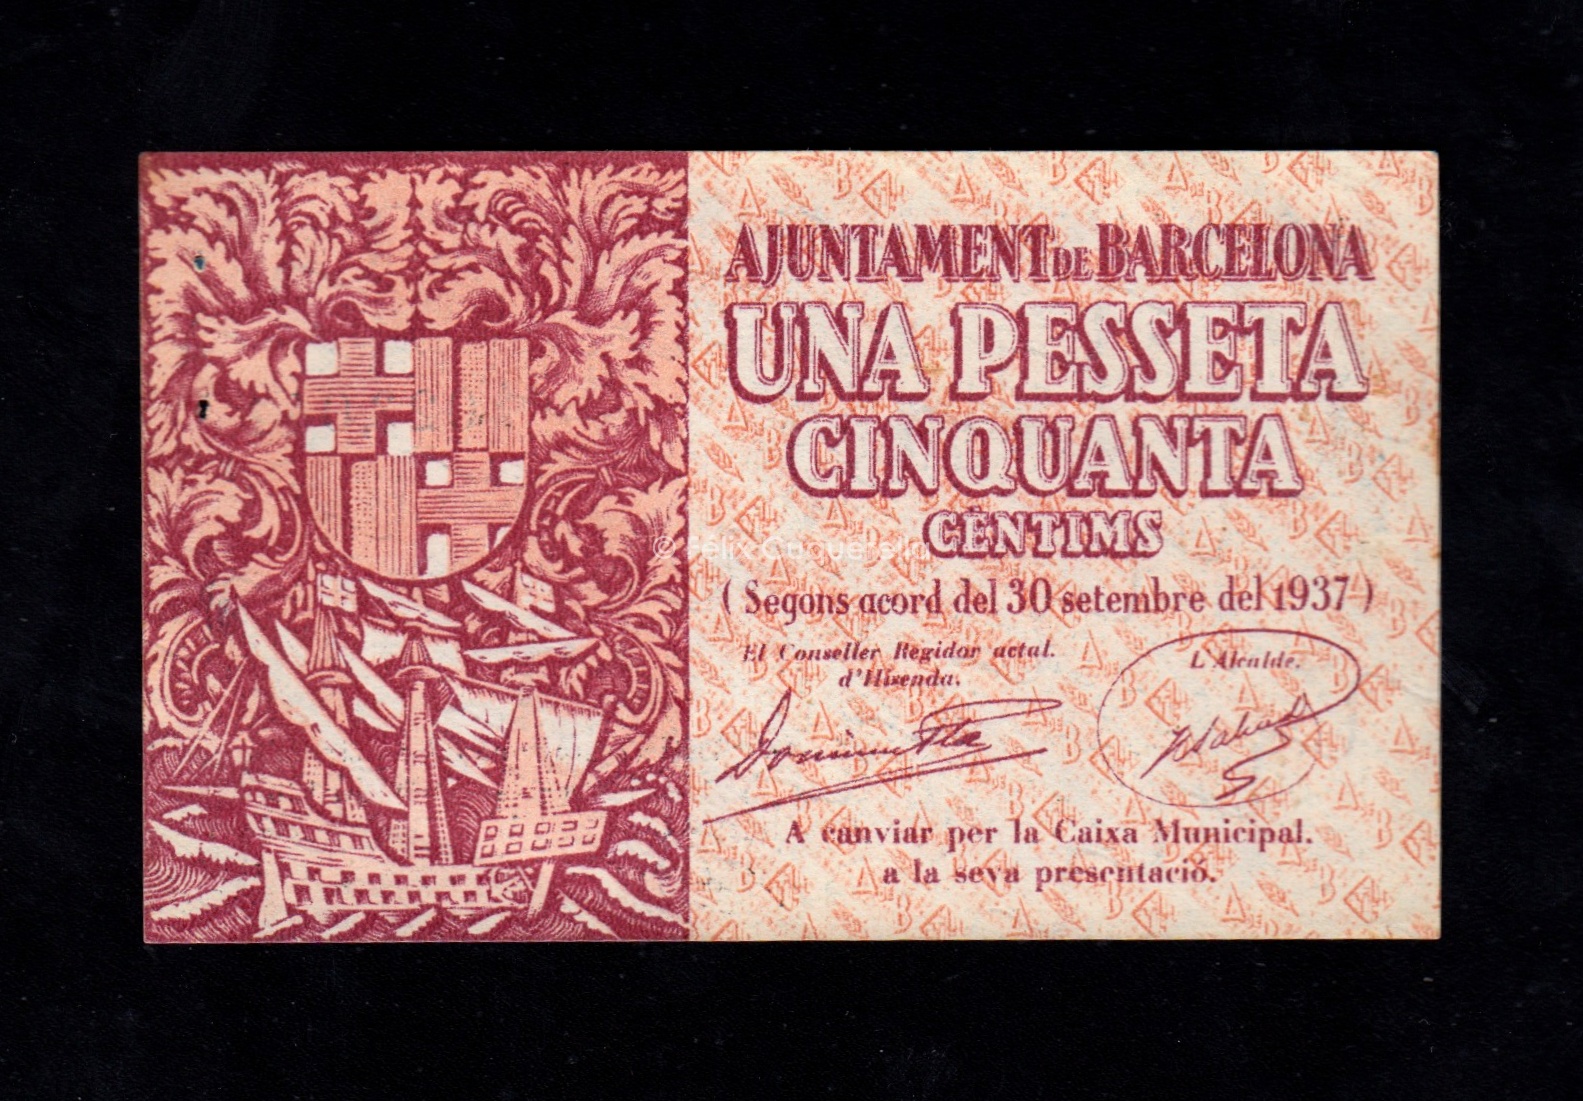 AJUNTAMENT DE BARCELONA
UNA PESSETA
CINQUANTA
CÈNTIMS
(Segons acord del 30 setembre del 1937)
El Conseller Regidor actal.
d'Hisenda.
L'Alcalde.
A canviar per la Caixa Municipal.
a la seva presentació.